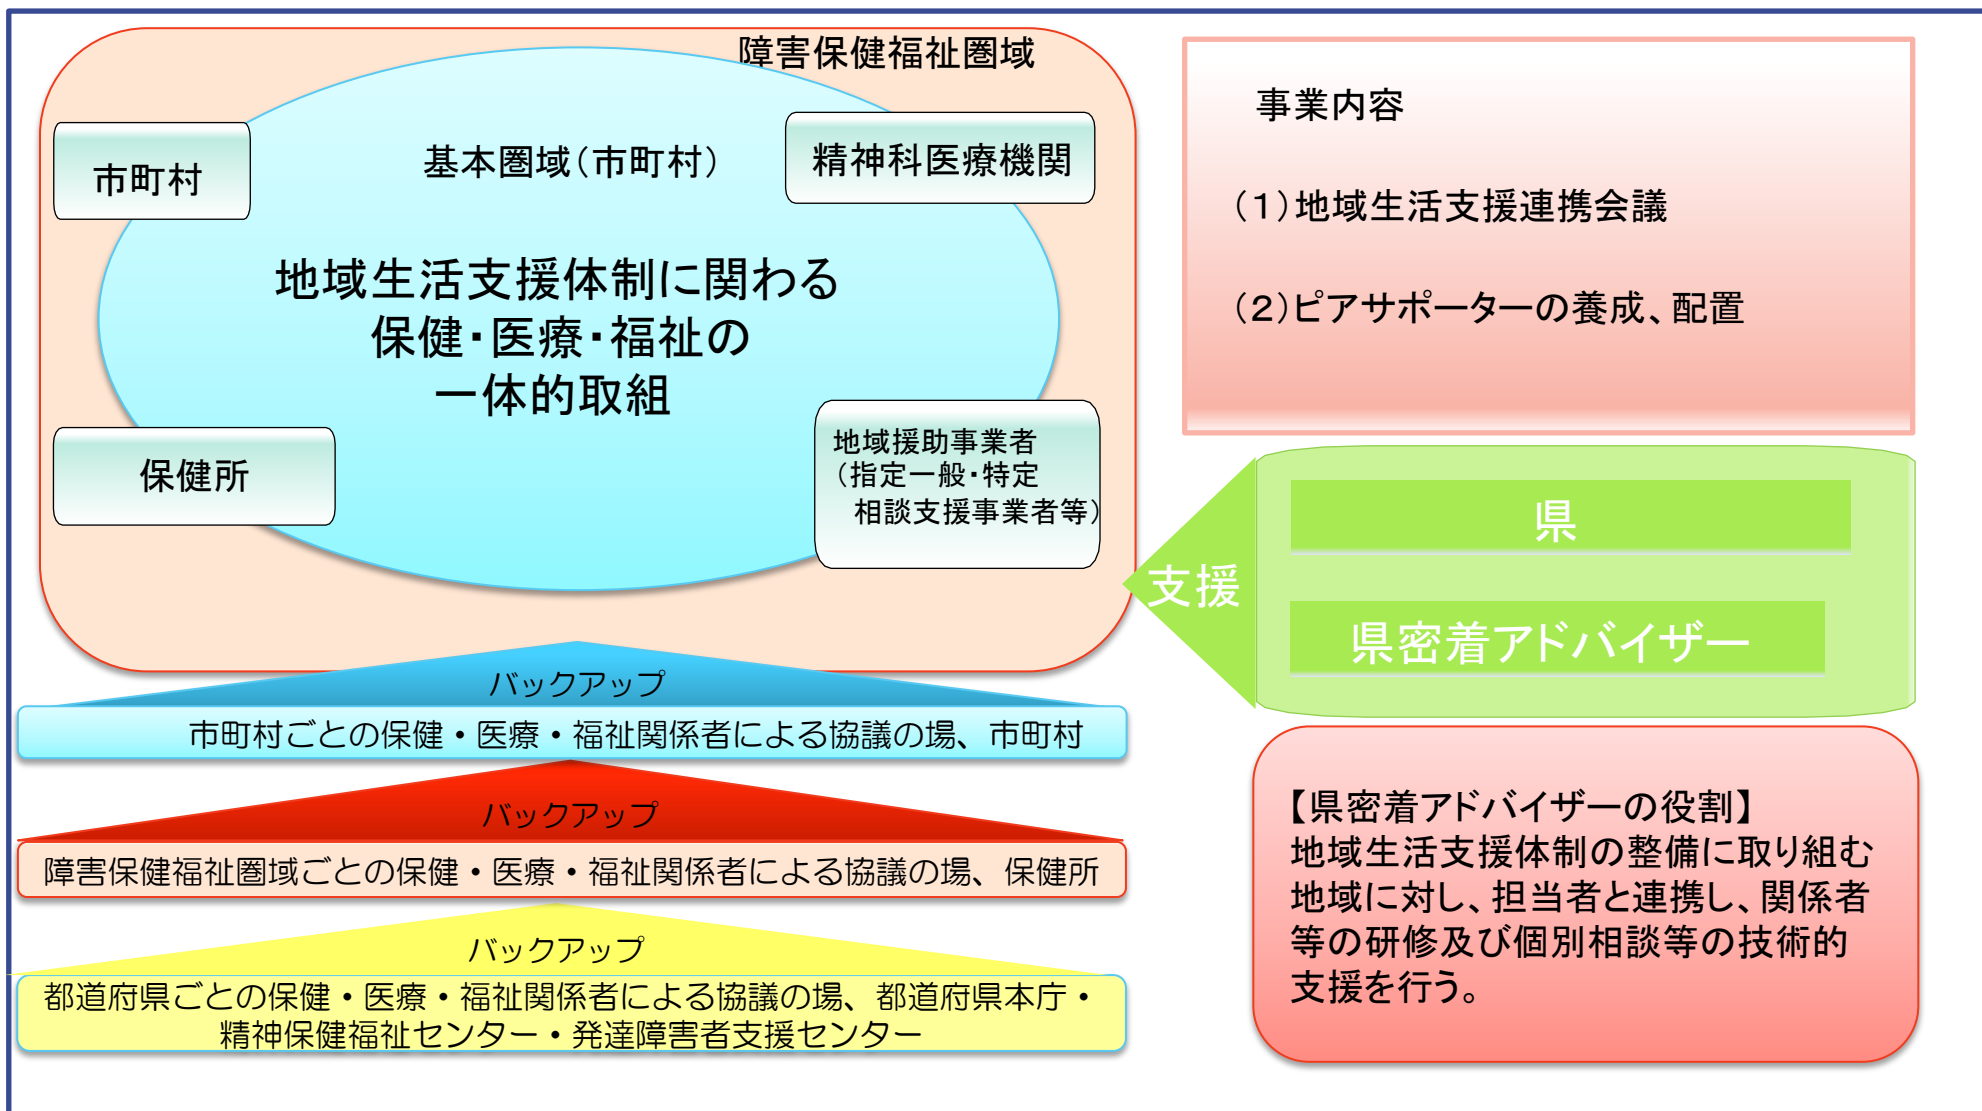 障害保健福祉圏域
市町村
基本圏域(市町村)
精神科医療機関
地域生活支援体制に関わる
保健・医療・福祉の
一体的取組
保健所
地域援助事業者
(指定一般・特定
相談支援事業者等)
バックアップ
市町村ごとの保健・医療・福祉関係者による協議の場、市町村
バックアップ
障害保健福祉圏域ごとの保健・医療・福祉関係者による協議の場、保健所
バックアップ
都道府県ごとの保健・医療・福祉関係者による協議の場、都道府県本庁・
精神保健福祉センター・発達障害者支援センター
事業内容
(1)地域生活支援連携会議
(2)ピアサポーターの養成、配置
支援
県
県密着アドバイザー
【県密着アドバイザーの役割】
地域生活支援体制の整備に取り組む
地域に対し、担当者と連携し、関係者
等の研修及び個別相談等の技術的
支援を行う。